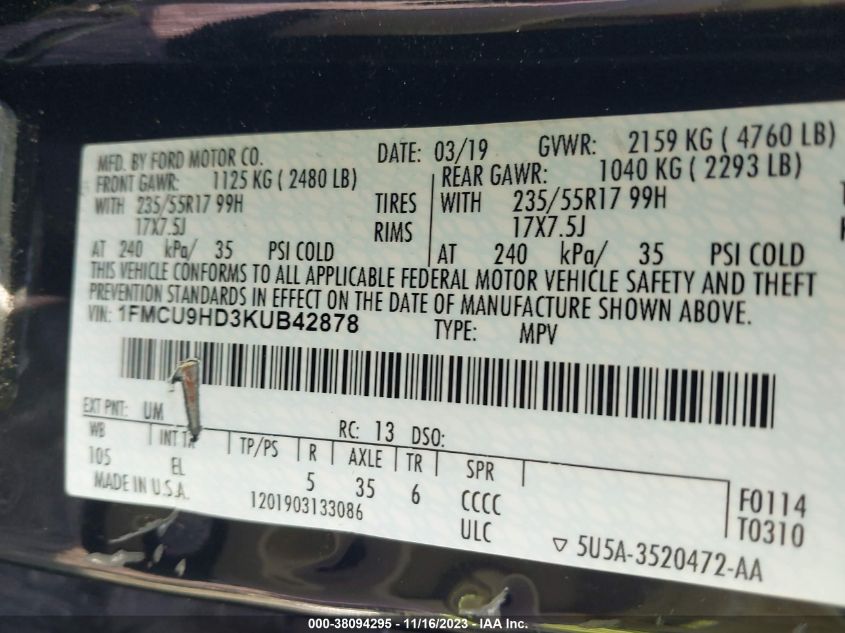 MFD. BY FORD MOTOR CO. DATE: 03/19 GVWR: 2159 KG ( 4760 LB)
FRONT GAWR: 1125 KG ( 2480 LB) REAR GAWR: 1040 KG ( 2293 LB)
WITH 235/55R17 99H TIRES WITH 235/55R17 99H
17X7.5J RIMS 17X7.5J
AT 240 kPa/ 35 PSI COLD AT 240 kPa/ 35 PSI COLD
THIS VEHICLE CONFORMS TO ALL APPLICABLE FEDERAL MOTOR VEHICLE SAFETY AND THEFT
PREVENTION STANDARDS IN EFFECT ON THE DATE OF MANUFACTURE SHOWN ABOVE.
VIN: 1FMCU9HD3KUB42878 TYPE: MPV
EXT PNT: UM RC: 13 DSO:
WB INT TP/PS R AXLE TR SPR
105 EL 5 35 6 CCCC F0114
MADE IN U.S.A. 1201903133086 ULC T0310
5U5A-3520472-AA
000-38094295 - 11/16/2023 - IAA Inc.